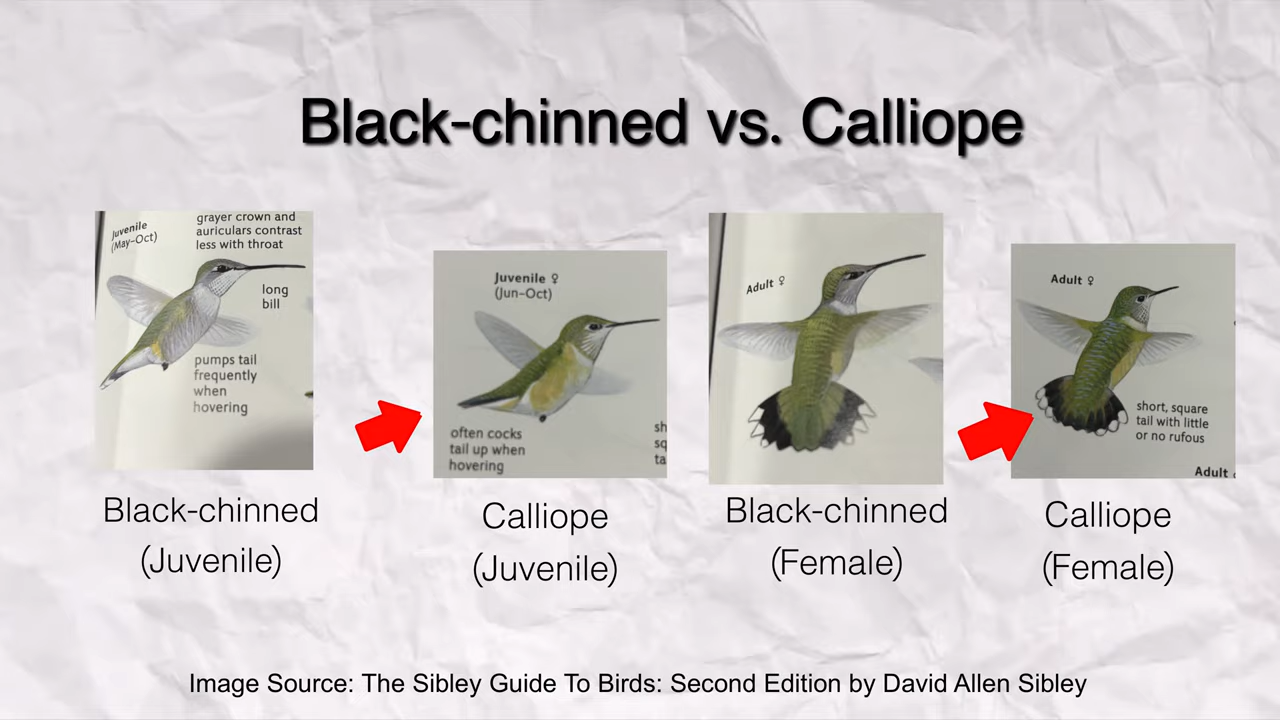 Black-chinned vs. Calliope
Juvenile
(May–Oct)
grayer crown and
auriculars contrast
less with throat
long
bill
pumps tail
frequently
when
hovering
Black-chinned
(Juvenile)
Juvenile ♀
(Jun–Oct)
often cocks
tail up when
hovering
sh
sq
ta
Calliope
(Juvenile)
Adult ♀
Black-chinned
(Female)
Adult ♀
short, square
tail with little
or no rufous
Adult
Calliope
(Female)
Image Source: The Sibley Guide To Birds: Second Edition by David Allen Sibley